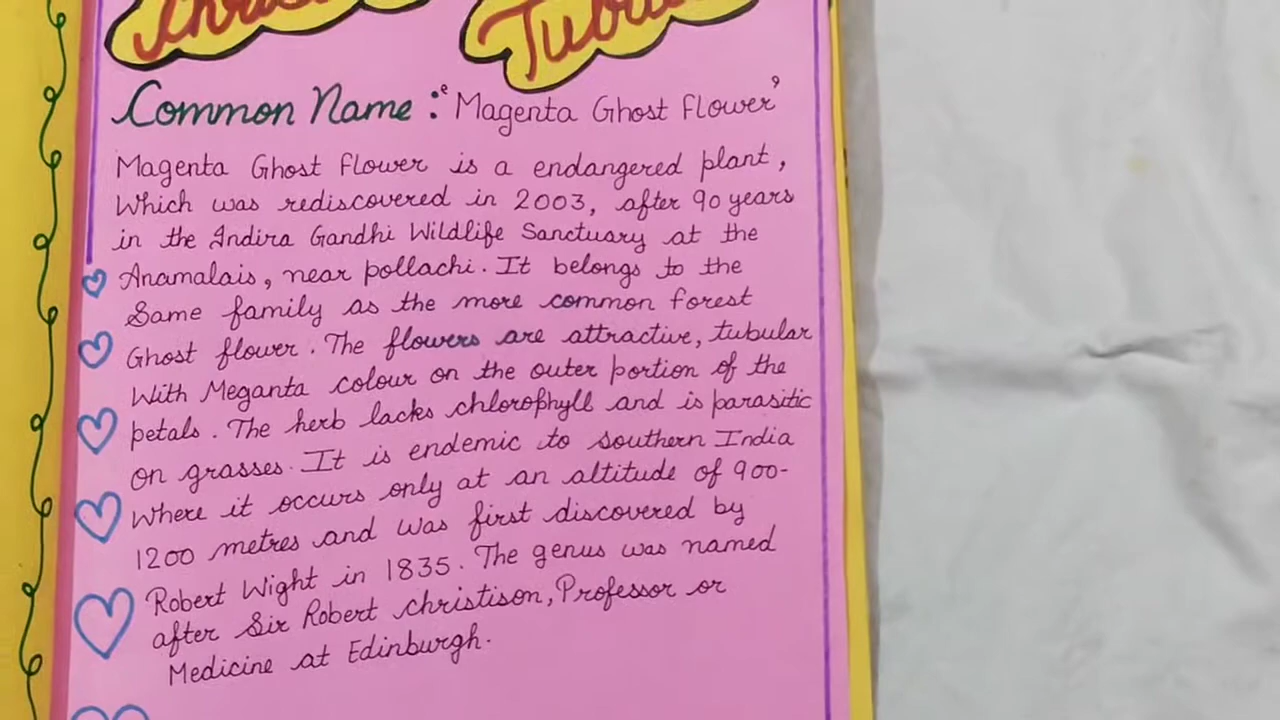 Common Name : 'Magenta Ghost flower'
Magenta Ghost flower is a endangered plant,
Which was rediscovered in 2003, after 90 years
in the Indira Gandhi Wildlife Sanctuary at the
Anamalais, near pollachi. It belongs to the
Same family as the more common forest
Ghost flower. The flowers are attractive, tubular
With Meganta colour on the outer portion of the
petals. The herb lacks chlorophyll and is parasitic
on grasses. It is endemic to southern India
Where it occurs only at an altitude of 900-
1200 metres and was first discovered by
Robert Wight in 1835. The genus was named
after Sir Robert christison, Professor or
Medicine at Edinburgh.